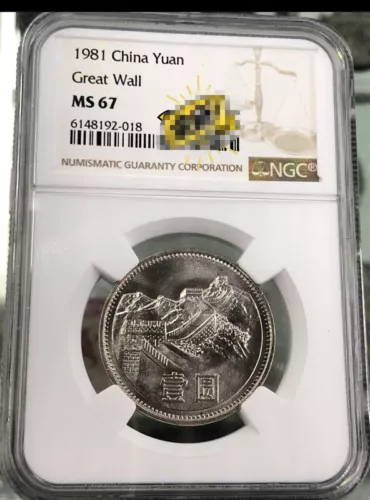 1981 China Yuan
Great Wall
MS 67
6148192-018
NUMISMATIC GUARANTY CORPORATION
NGC
壹圆